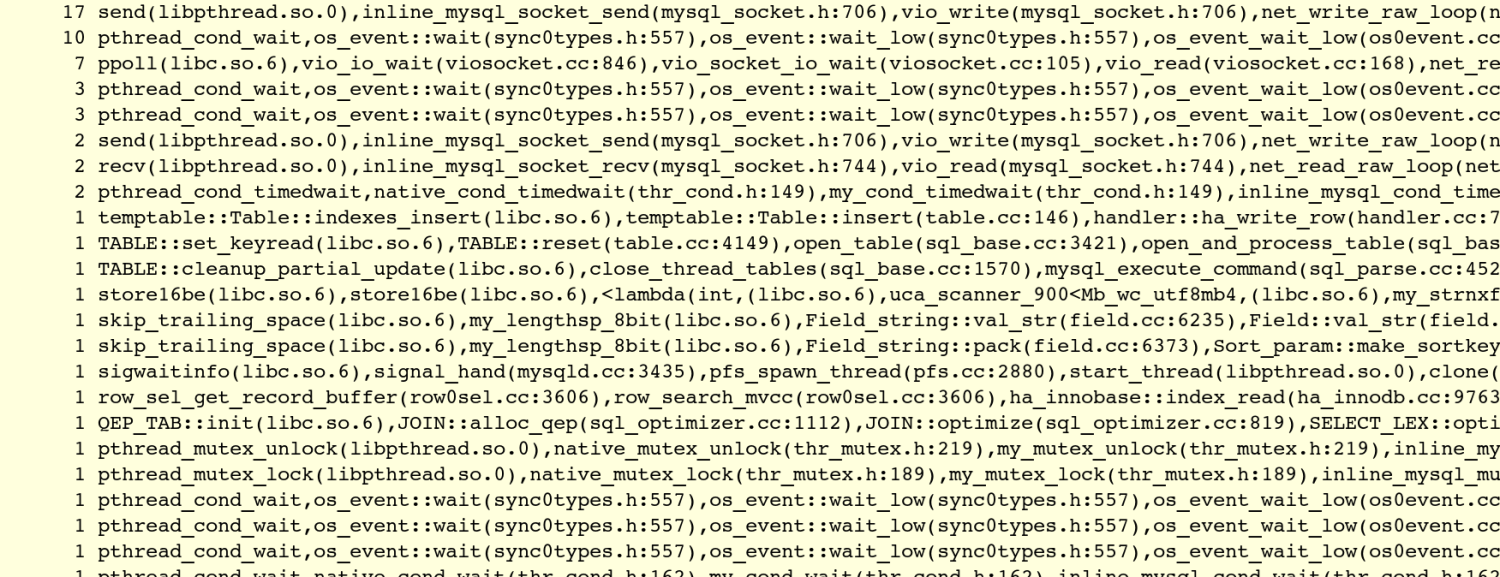 17 send(libpthread.so.0),inline_mysql_socket_send(mysql_socket.h:706),vio_write(mysql_socket.h:706),net_write_raw_loop(n
10 pthread_cond_wait,os_event::wait(sync0types.h:557),os_event::wait_low(sync0types.h:557),os_event_wait_low(os0event.cc
7 ppoll(libc.so.6),vio_io_wait(viosocket.cc:846),vio_socket_io_wait(viosocket.cc:105),vio_read(viosocket.cc:168),net_re
3 pthread_cond_wait,os_event::wait(sync0types.h:557),os_event::wait_low(sync0types.h:557),os_event_wait_low(os0event.cc
3 pthread_cond_wait,os_event::wait(sync0types.h:557),os_event::wait_low(sync0types.h:557),os_event_wait_low(os0event.cc
2 send(libpthread.so.0),inline_mysql_socket_send(mysql_socket.h:706),vio_write(mysql_socket.h:706),net_write_raw_loop(n
2 recv(libpthread.so.0),inline_mysql_socket_recv(mysql_socket.h:744),vio_read(mysql_socket.h:744),net_read_raw_loop(net
2 pthread_cond_timedwait,native_cond_timedwait(thr_cond.h:149),my_cond_timedwait(thr_cond.h:149),inline_mysql_cond_time
1 temptable::Table::indexes_insert(libc.so.6),temptable::Table::insert(table.cc:146),handler::ha_write_row(handler.cc:7
1 TABLE::set_keyread(libc.so.6),TABLE::reset(table.cc:4149),open_table(sql_base.cc:3421),open_and_process_table(sql_bas
1 TABLE::cleanup_partial_update(libc.so.6),close_thread_tables(sql_base.cc:1570),mysql_execute_command(sql_parse.cc:452
1 store16be(libc.so.6),store16be(libc.so.6),<lambda(int,(libc.so.6),uca_scanner_900<Mb_wc_utf8mb4,(libc.so.6),my_strnxf
1 skip_trailing_space(libc.so.6),my_lengthsp_8bit(libc.so.6),Field_string::val_str(field.cc:6235),Field::val_str(field.
1 skip_trailing_space(libc.so.6),my_lengthsp_8bit(libc.so.6),Field_string::pack(field.cc:6373),Sort_param::make_sortkey
1 sigwaitinfo(libc.so.6),signal_hand(mysqld.cc:3435),pfs_spawn_thread(pfs.cc:2880),start_thread(libpthread.so.0),clone(
1 row_sel_get_record_buffer(row0sel.cc:3606),row_search_mvcc(row0sel.cc:3606),ha_innobase::index_read(ha_innodb.cc:9763
1 QEP_TAB::init(libc.so.6),JOIN::alloc_qep(sql_optimizer.cc:1112),JOIN::optimize(sql_optimizer.cc:819),SELECT_LEX::opti
1 pthread_mutex_unlock(libpthread.so.0),native_mutex_unlock(thr_mutex.h:219),my_mutex_unlock(thr_mutex.h:219),inline_my
1 pthread_mutex_lock(libpthread.so.0),native_mutex_lock(thr_mutex.h:189),my_mutex_lock(thr_mutex.h:189),inline_mysql_mu
1 pthread_cond_wait,os_event::wait(sync0types.h:557),os_event::wait_low(sync0types.h:557),os_event_wait_low(os0event.cc
1 pthread_cond_wait,os_event::wait(sync0types.h:557),os_event::wait_low(sync0types.h:557),os_event_wait_low(os0event.cc
1 pthread_cond_wait,os_event::wait(sync0types.h:557),os_event::wait_low(sync0types.h:557),os_event_wait_low(os0event.cc
1 pthread_cond_wait,native_cond_wait(thr_cond.h:162),my_cond_wait(thr_cond.h:162),inline_mysql_cond_wait(mysql_cond.h:162